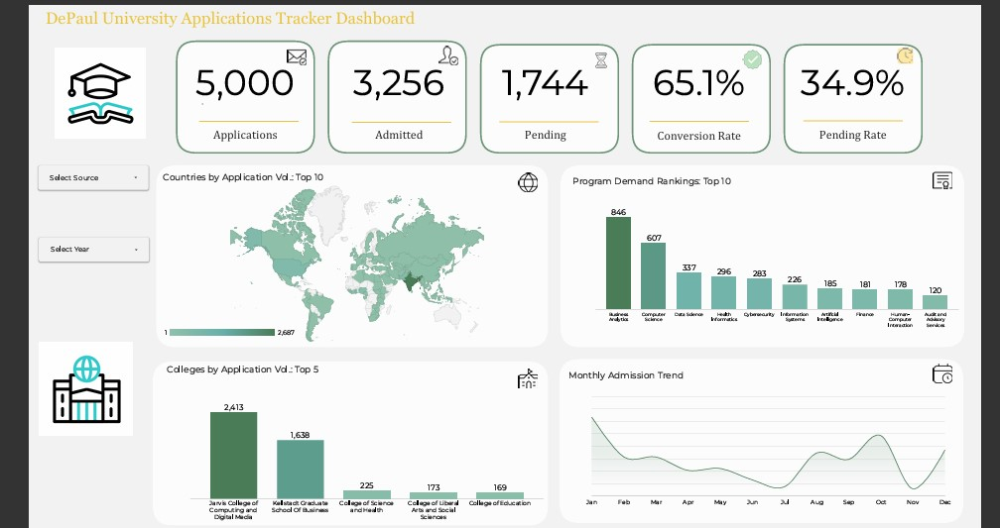 DePaul University Applications Tracker Dashboard
5,000
Applications
3,256
Admitted
1,744
Pending
65.1%
Conversion Rate
34.9%
Pending Rate
Select Source
Select Year
Countries by Application Vol.: Top 10
1
2,687
Program Demand Rankings: Top 10
846
607
337
296
283
226
185
181
178
120
Business
Analytics
Computer
Science
Data Science
Health
Informatics
Cybersecurity
Information
Systems
Artificial
Intelligence
Finance
Human-
Computer
Interaction
Audit and
Advisory
Services
Colleges by Application Vol.: Top 5
2,413
1,638
225
173
169
Jarvis College of
Computing and
Digital Media
Kellstadt Graduate
School Of Business
College of Science
and Health
College of Liberal
Arts and Social
Sciences
College of Education
Monthly Admission Trend
Jan
Feb
Mar
Apr
May
Jun
Jul
Aug
Sep
Oct
Nov
Dec